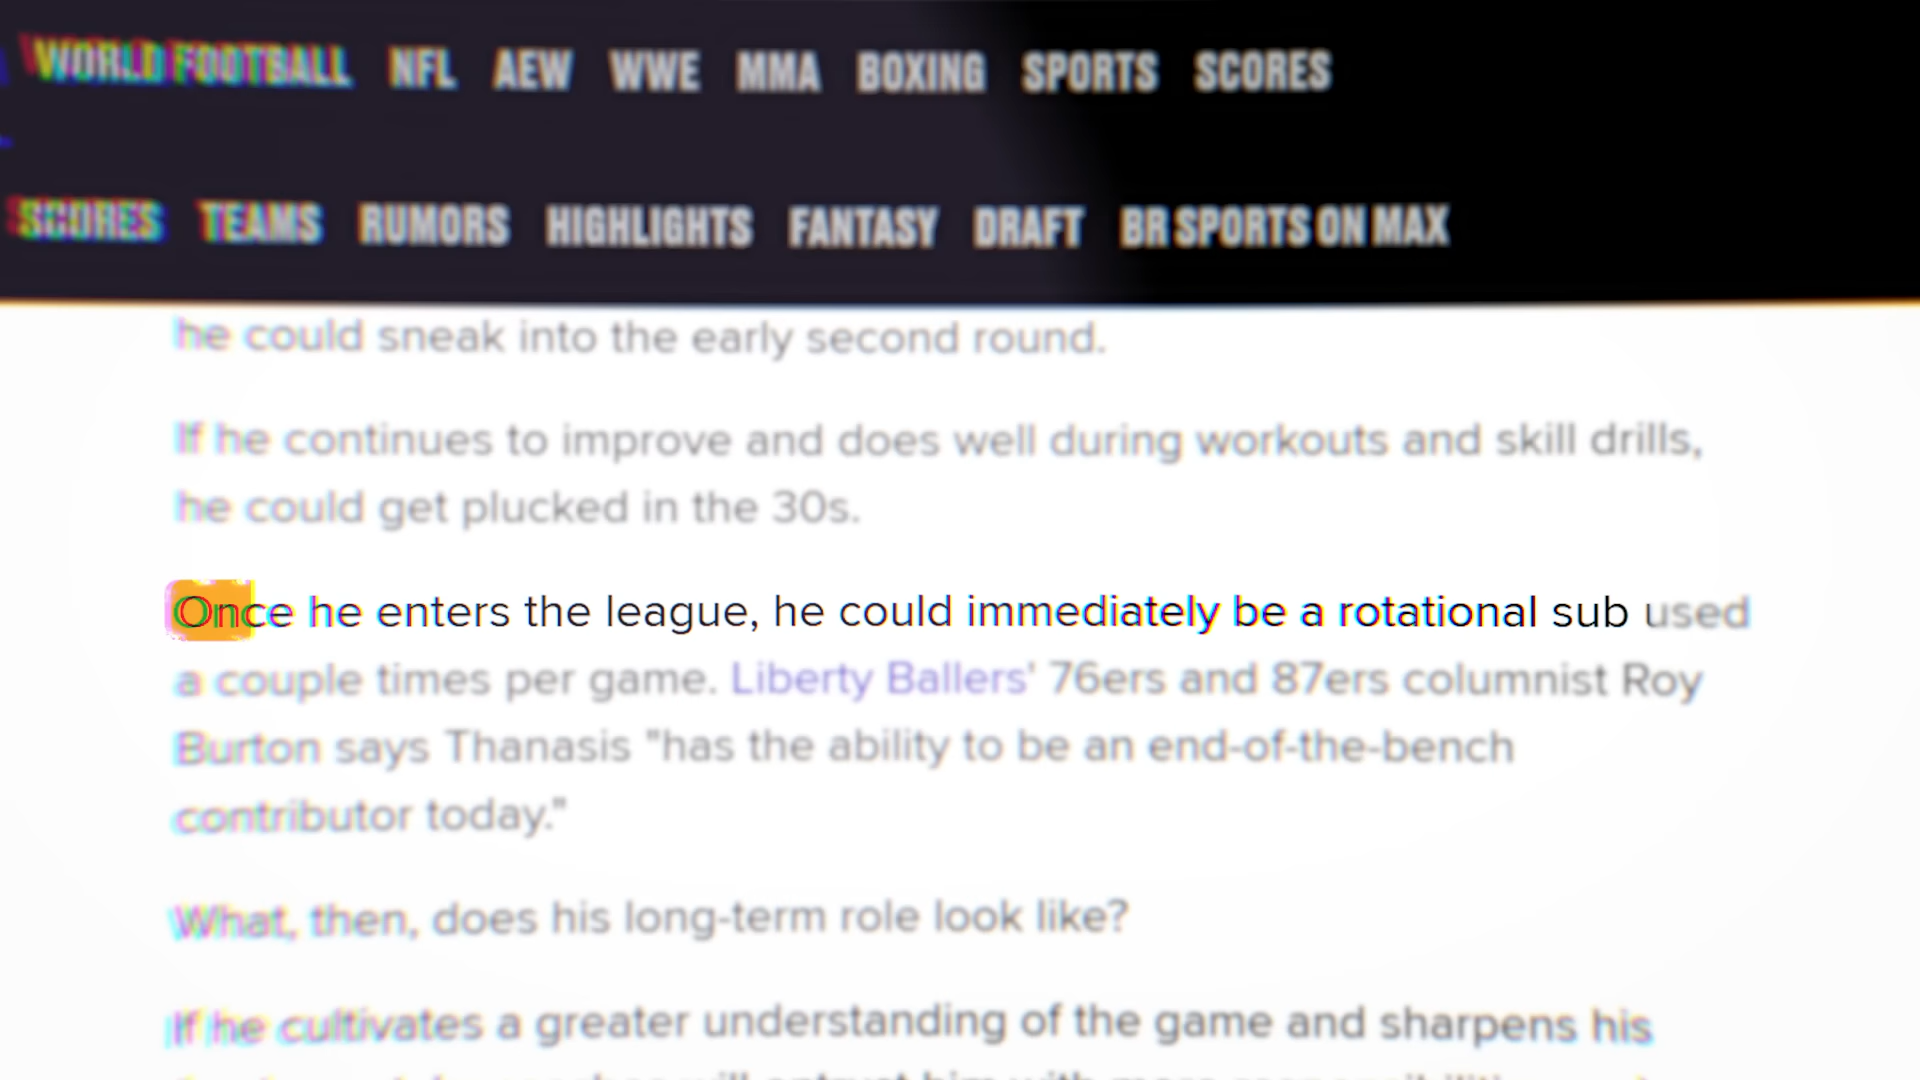 WORLD FOOTBALL NFL AEW WWE MMA BOXING SPORTS SCORES
SCORES TEAMS RUMORS HIGHLIGHTS FANTASY DRAFT BR SPORTS ON MAX
he could sneak into the early second round.
If he continues to improve and does well during workouts and skill drills,
he could get plucked in the 30s.
Once he enters the league, he could immediately be a rotational sub used
a couple times per game. Liberty Ballers' 76ers and 87ers columnist Roy
Burton says Thanasis "has the ability to be an end-of-the-bench
contributor today."
What, then, does his long-term role look like?
If he cultivates a greater understanding of the game and sharpens his